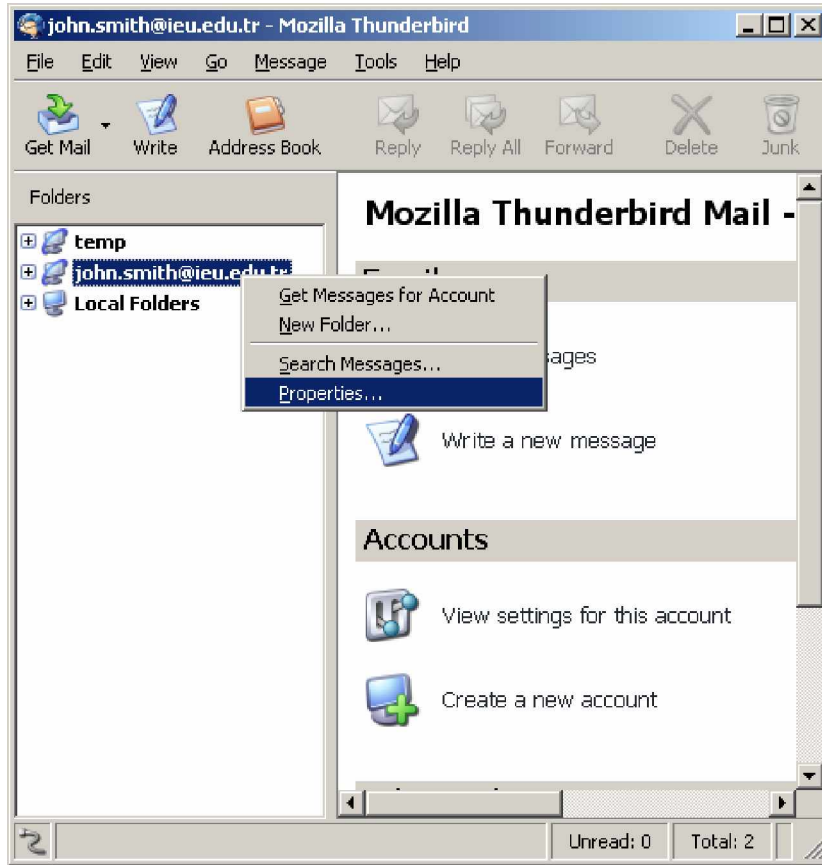 john.smith@ieu.edu.tr - Mozilla Thunderbird
File Edit View Go Message Tools Help
Get Mail Write Address Book Reply Reply All Forward Delete Junk
Folders
temp
john.smith@ieu.edu.tr
Local Folders
Get Messages for Account
New Folder...
Search Messages...
Properties...
Mozilla Thunderbird Mail -
ages
Write a new message
Accounts
View settings for this account
Create a new account
Unread: 0 Total: 2